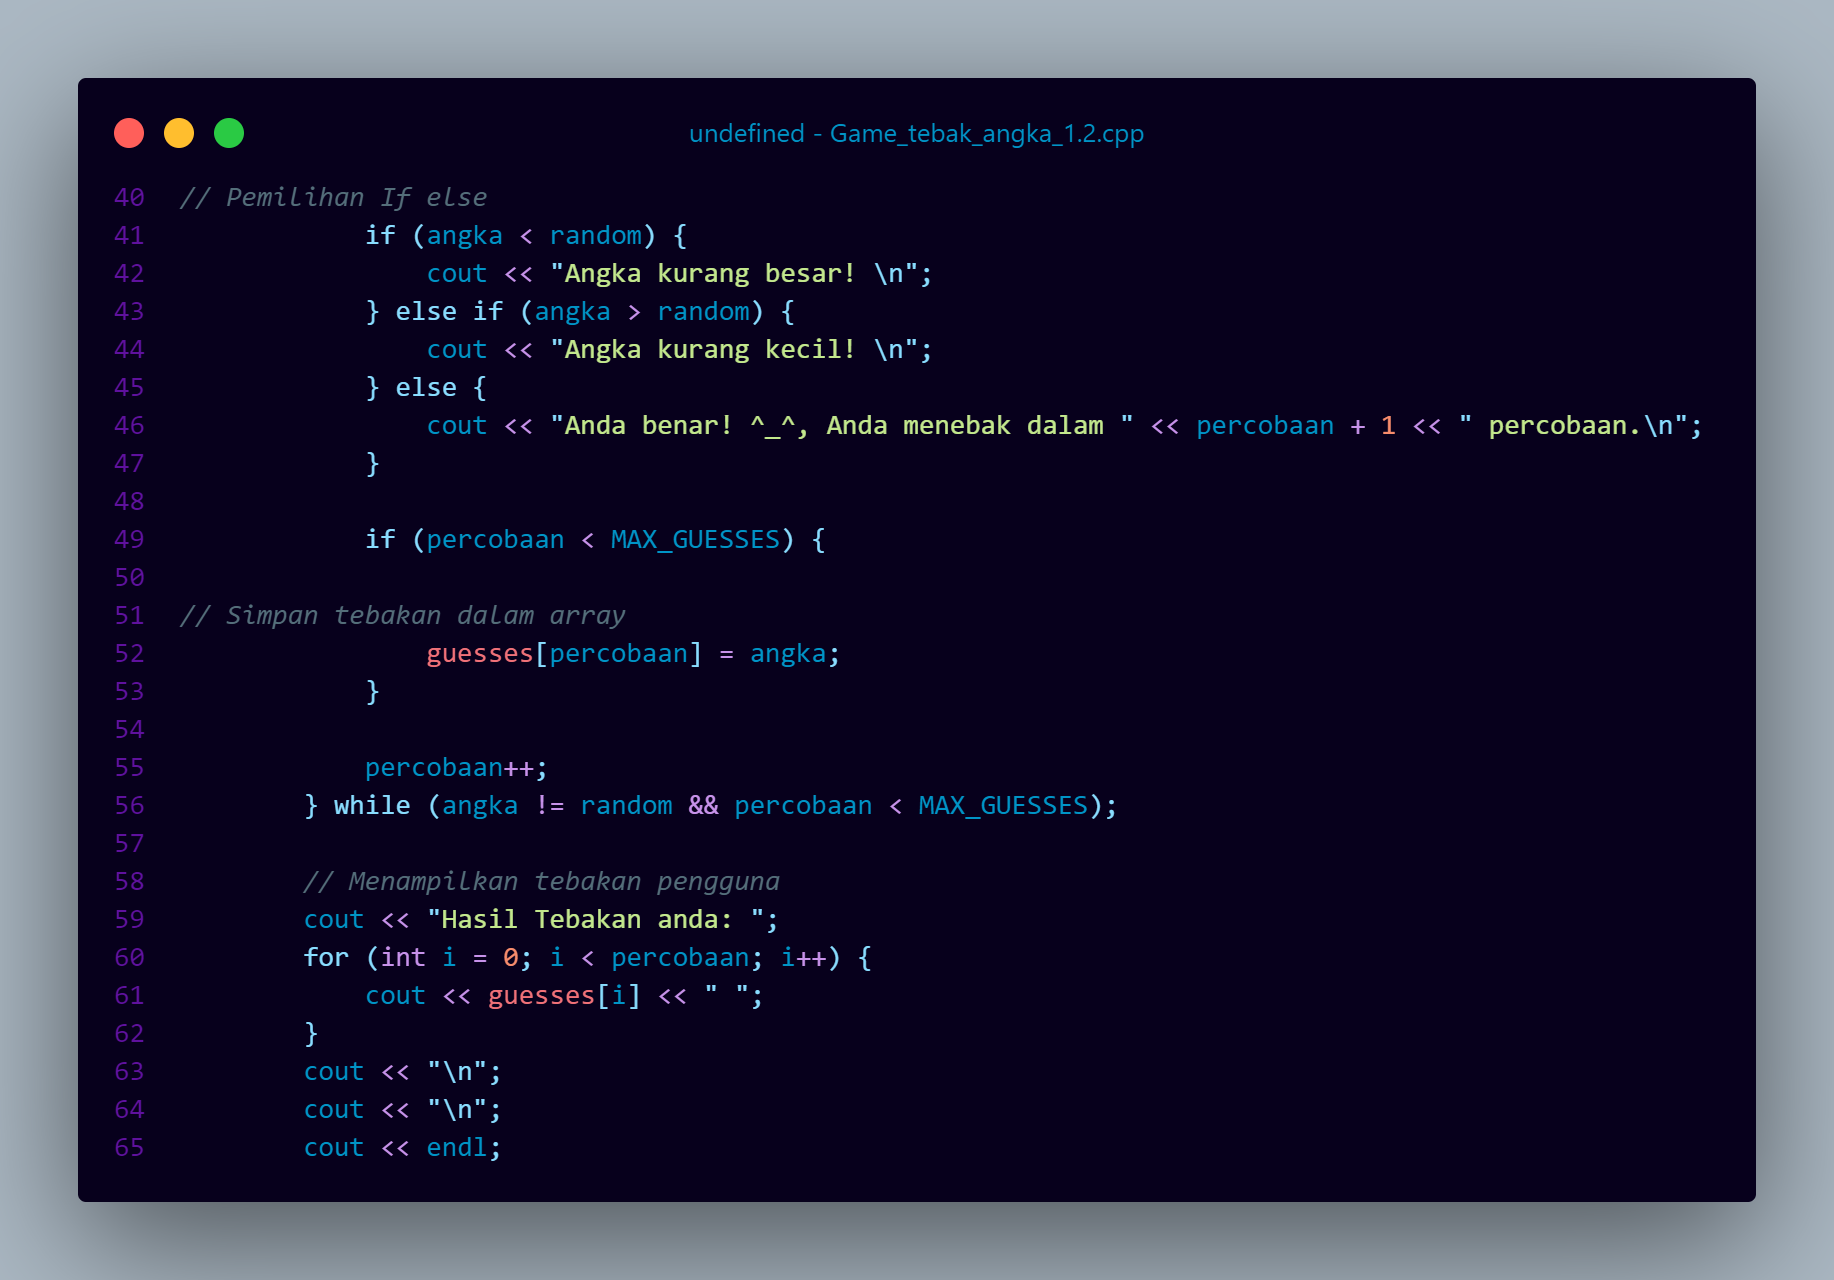 undefined - Game_tebak_angka_1.2.cpp
40 // Pemilihan If else
41 if (angka < random) {
42 cout << "Angka kurang besar! \n";
43 } else if (angka > random) {
44 cout << "Angka kurang kecil! \n";
45 } else {
46 cout << "Anda benar! ^_^, Anda menebak dalam " << percobaan + 1 << " percobaan.\n";
47 }
48
49 if (percobaan < MAX_GUESSES) {
50
51 // Simpan tebakan dalam array
52 guesses[percobaan] = angka;
53 }
54
55 percobaan++;
56 } while (angka != random && percobaan < MAX_GUESSES);
57
58 // Menampilkan tebakan pengguna
59 cout << "Hasil Tebakan anda: ";
60 for (int i = 0; i < percobaan; i++) {
61 cout << guesses[i] << " ";
62 }
63 cout << "\n";
64 cout << "\n";
65 cout << endl;